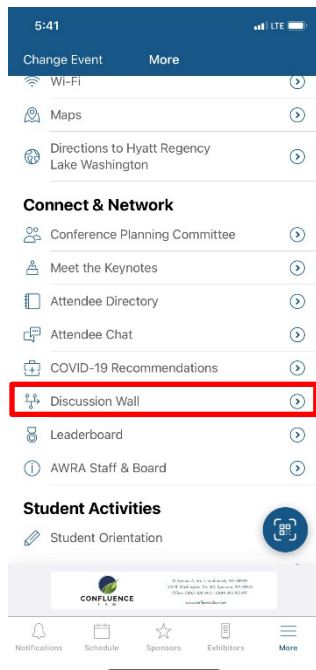 5:41
LTE
Change Event More
Wi-Fi
Maps
Directions to Hyatt Regency
Lake Washington
Connect & Network
Conference Planning Committee
Meet the Keynotes
Attendee Directory
Attendee Chat
COVID-19 Recommendations
Discussion Wall
Leaderboard
AWRA Staff & Board
Student Activities
Student Orientation
CONFLUENCE
LAW
Notifications Schedule Sponsors Exhibitors More